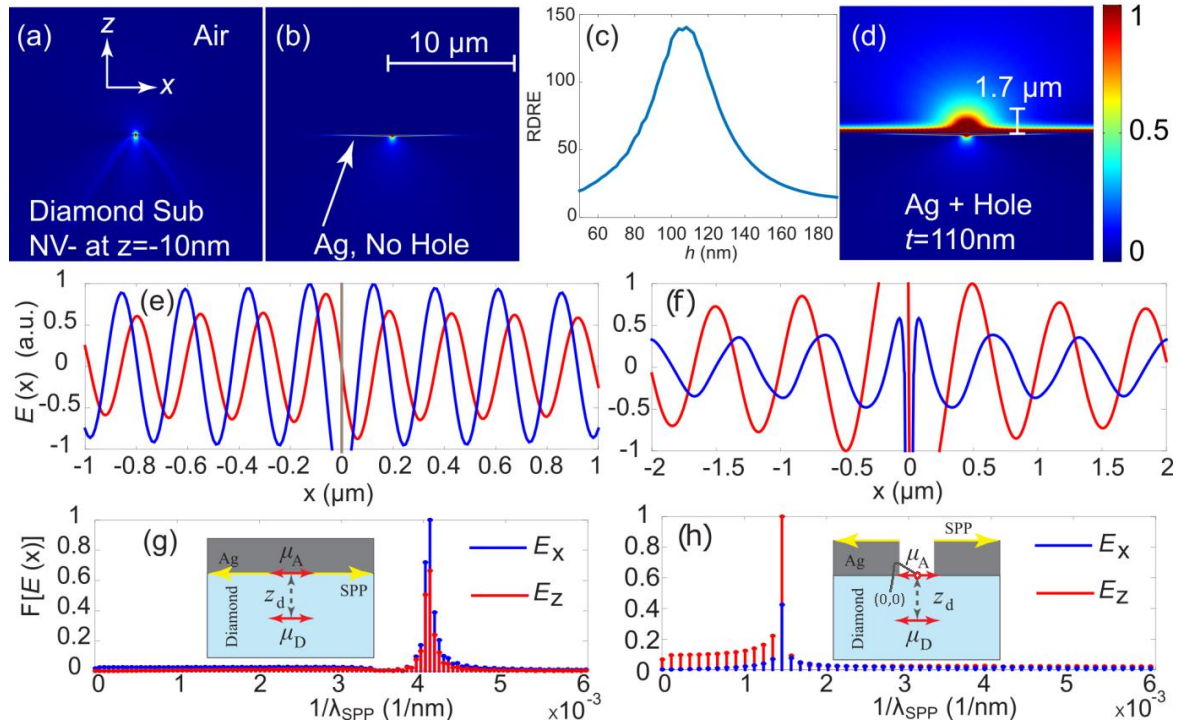 (a)
z
x
Air
Diamond Sub
NV- at z=-10nm
(b)
10 μm
Ag, No Hole
(c)
RDRE
150
100
50
0
60 80 100 120 140 160 180
h (nm)
(d)
1.7 μm
Ag + Hole
t=110nm
1
0.5
0
(e)
E (x) (a.u.)
1
0.5
0
-0.5
-1
-1 -0.8 -0.6 -0.4 -0.2 0 0.2 0.4 0.6 0.8 1
x (μm)
(f)
1
0.5
0
-0.5
-1
-2 -1.5 -1 -0.5 0 0.5 1 1.5 2
x (μm)
(g)
F[E (x)]
1
0.8
0.6
0.4
0.2
0
0 1 2 3 4 5 6
×10⁻³
1/λSPP (1/nm)
Ag
μA
SPP
zd
Diamond
μD
Ex
Ez
(h)
1
0.8
0.6
0.4
0.2
0
0 1 2 3 4 5 6
×10⁻³
1/λSPP (1/nm)
SPP
Ag
μA
(0,0)
zd
Diamond
μD
Ex
Ez